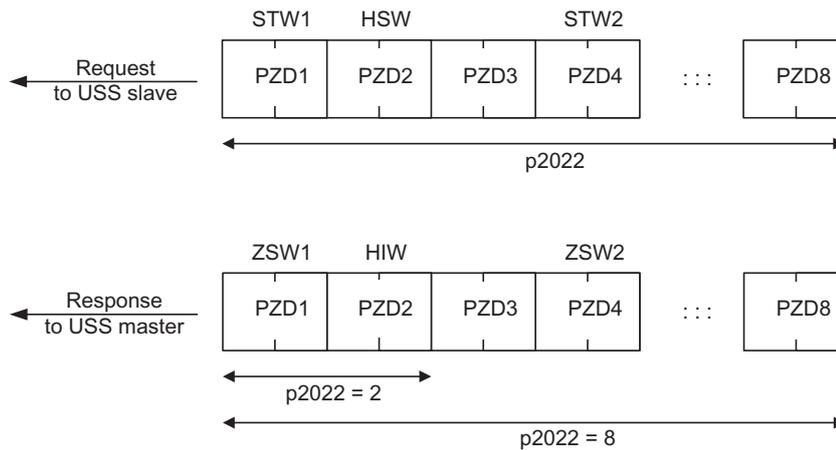 STW1 HSW STW2
Request
to USS slave
PZD1 PZD2 PZD3 PZD4 : : : PZD8
p2022
ZSW1 HIW ZSW2
Response
to USS master
PZD1 PZD2 PZD3 PZD4 : : : PZD8
p2022 = 2
p2022 = 8